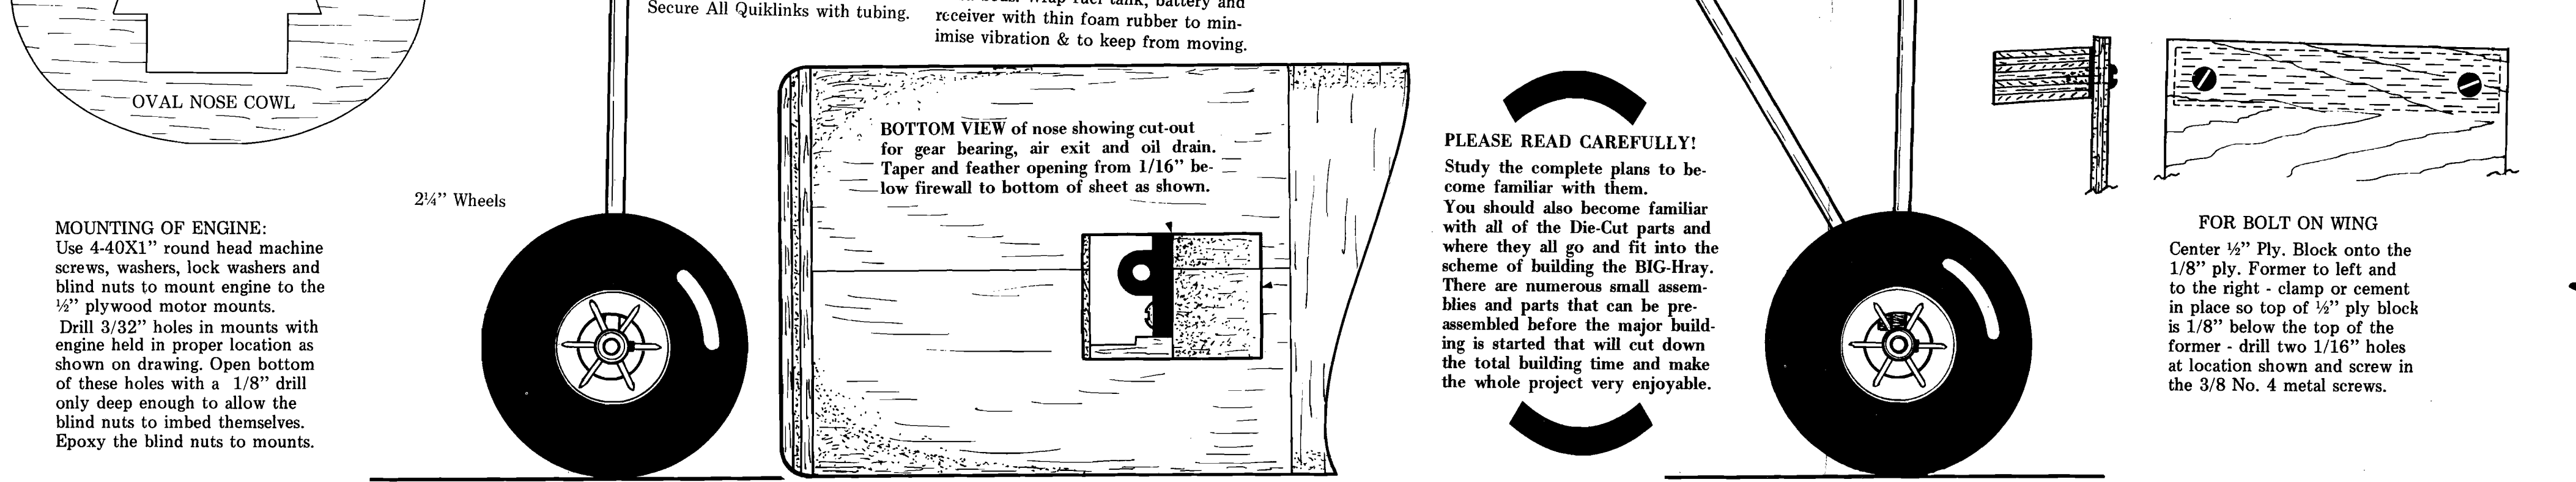 Secure All Quiklinks with tubing.
receiver with thin foam rubber to min-
imise vibration & to keep from moving.
OVAL NOSE COWL
2¼” Wheels
MOUNTING OF ENGINE:
Use 4-40X1” round head machine
screws, washers, lock washers and
blind nuts to mount engine to the
½” plywood motor mounts.
Drill 3/32” holes in mounts with
engine held in proper location as
shown on drawing. Open bottom
of these holes with a 1/8” drill
only deep enough to allow the
blind nuts to imbed themselves.
Epoxy the blind nuts to mounts.
BOTTOM VIEW of nose showing cut-out
for gear bearing, air exit and oil drain.
Taper and feather opening from 1/16” be-
low firewall to bottom of sheet as shown.
PLEASE READ CAREFULLY!
Study the complete plans to be-
come familiar with them.
You should also become familiar
with all of the Die-Cut parts and
where they all go and fit into the
scheme of building the BIG-Hray.
There are numerous small assem-
blies and parts that can be pre-
assembled before the major build-
ing is started that will cut down
the total building time and make
the whole project very enjoyable.
FOR BOLT ON WING
Center ½” Ply. Block onto the
1/8” ply. Former to left and
to the right - clamp or cement
in place so top of ½” ply block
is 1/8” below the top of the
former - drill two 1/16” holes
at location shown and screw in
the 3/8 No. 4 metal screws.